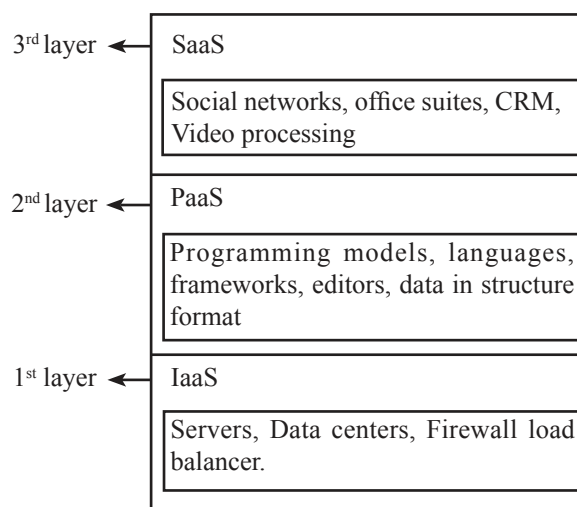 3rd layer SaaS
Social networks, office suites, CRM,
Video processing
2nd layer PaaS
Programming models, languages,
frameworks, editors, data in structure
format
1st layer IaaS
Servers, Data centers, Firewall load
balancer.